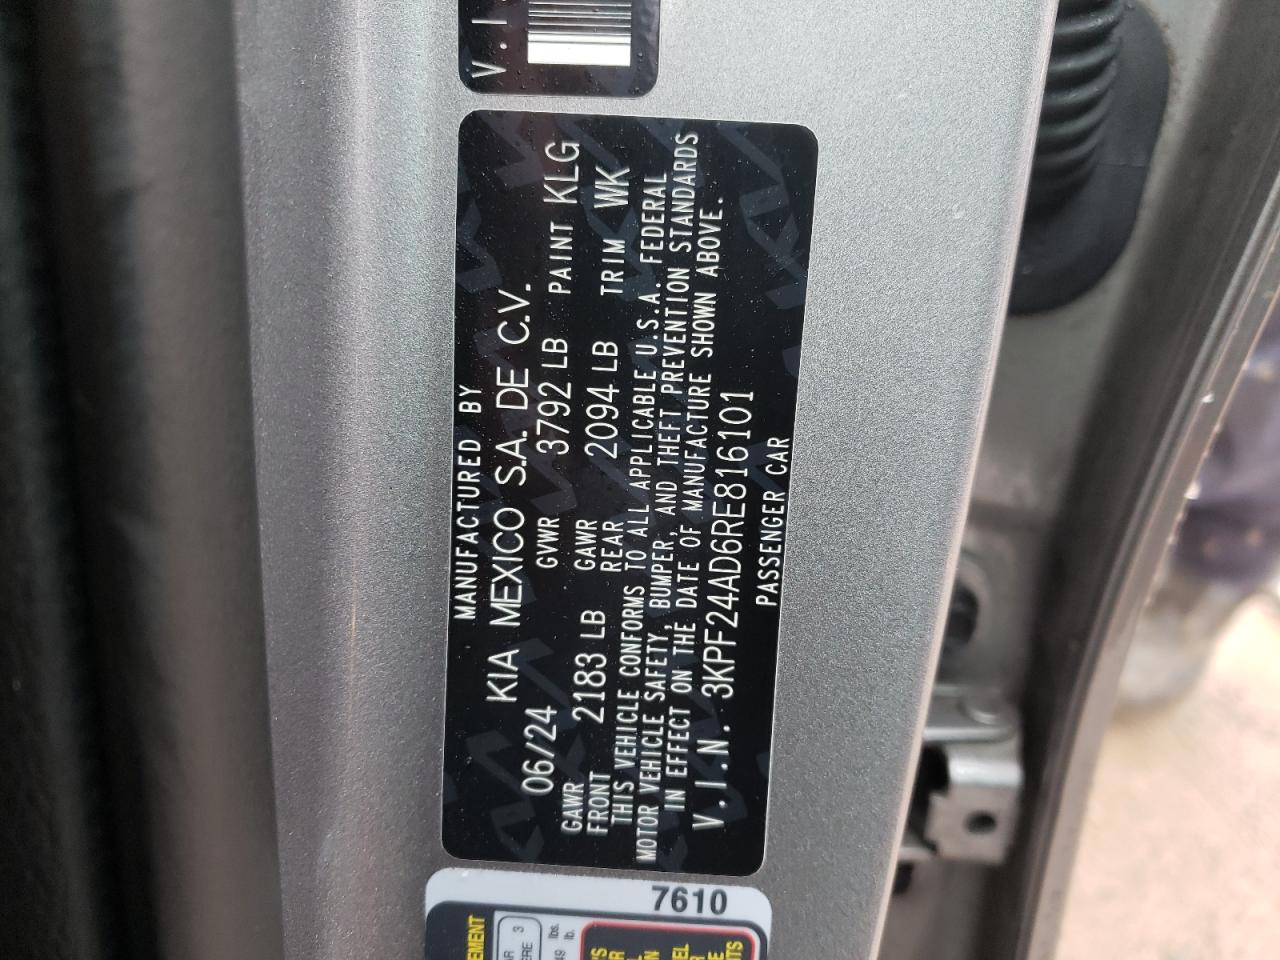 V.I
MANUFACTURED BY
KIA MEXICO S.A. DE C.V.
06/24 GVWR 3792 LB PAINT KLG
GAWR FRONT 2183 LB GAWR REAR 2094 LB TRIM WK
THIS VEHICLE CONFORMS TO ALL APPLICABLE U.S.A. FEDERAL
MOTOR VEHICLE SAFETY, BUMPER, AND THEFT PREVENTION STANDARDS
IN EFFECT ON THE DATE OF MANUFACTURE SHOWN ABOVE.
V.I.N. 3KPF24AD6RE816101
PASSENGER CAR
7610